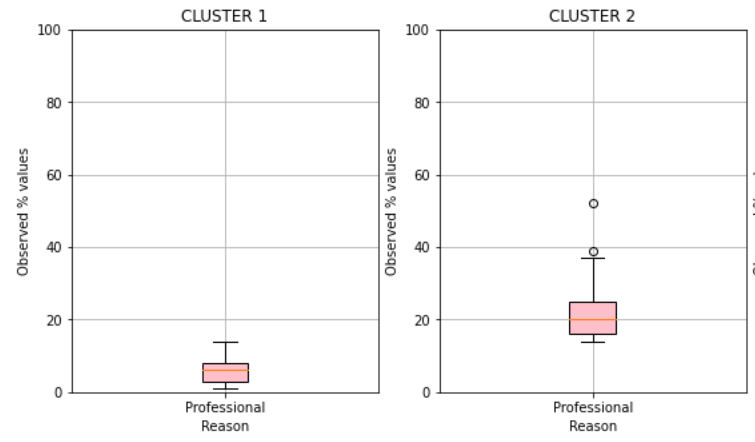 CLUSTER 1
100
80
60
40
20
0
Observed % values
Professional
Reason
CLUSTER 2
100
80
60
40
20
0
Observed % values
Professional
Reason